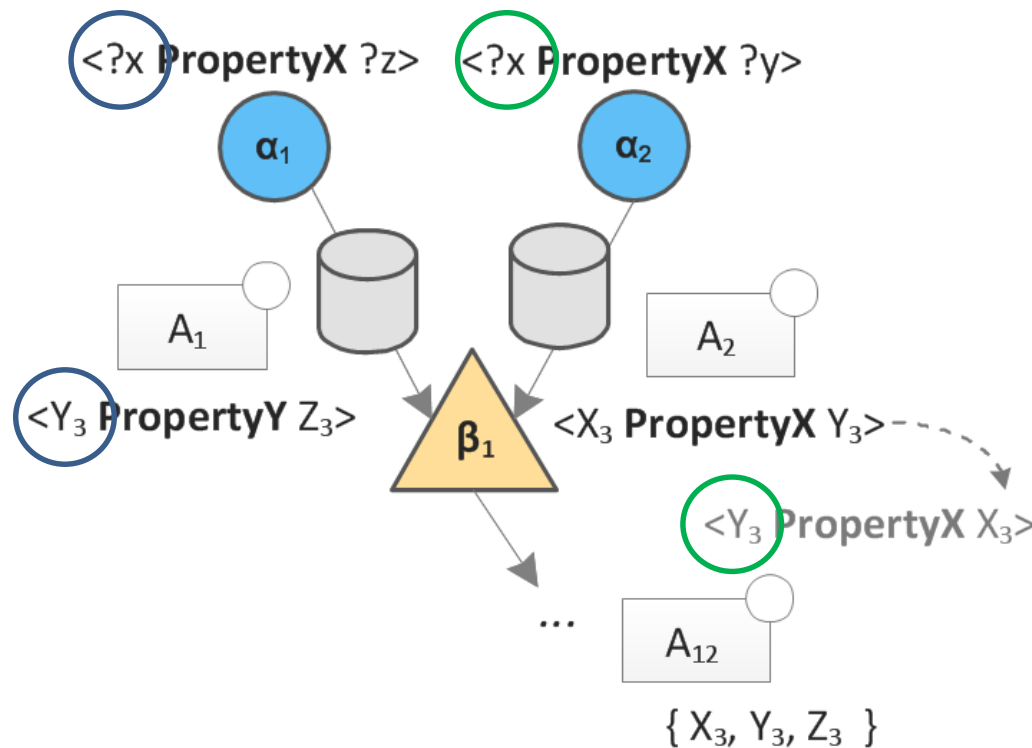 <?x PropertyX ?z> <?x PropertyX ?y>
α₁ α₂
A₁ A₂
<Y₃ PropertyY Z₃> <X₃ PropertyX Y₃>
β₁
<Y₃ PropertyX X₃>
...
A₁₂
{ X₃, Y₃, Z₃ }